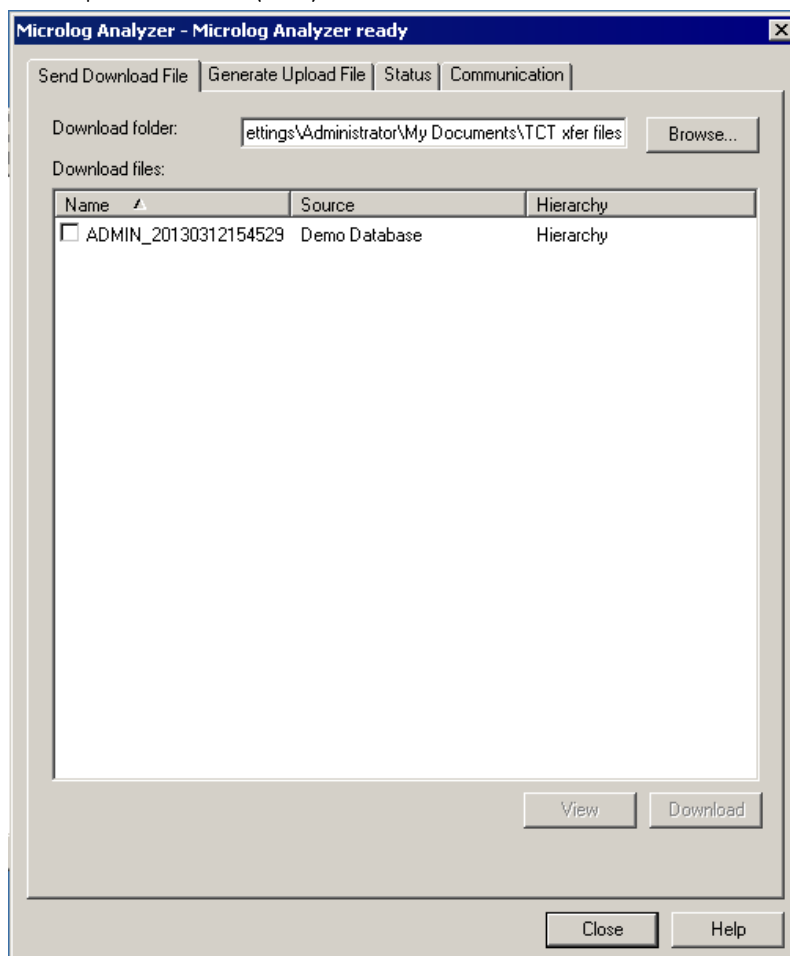 Microlog Analyzer - Microlog Analyzer ready
Send Download File Generate Upload File Status Communication
Download folder: ettings\Administrator\My Documents\TCT xfer files Browse...
Download files:
Name Source Hierarchy
ADMIN_20130312154529 Demo Database Hierarchy
View Download
Close Help